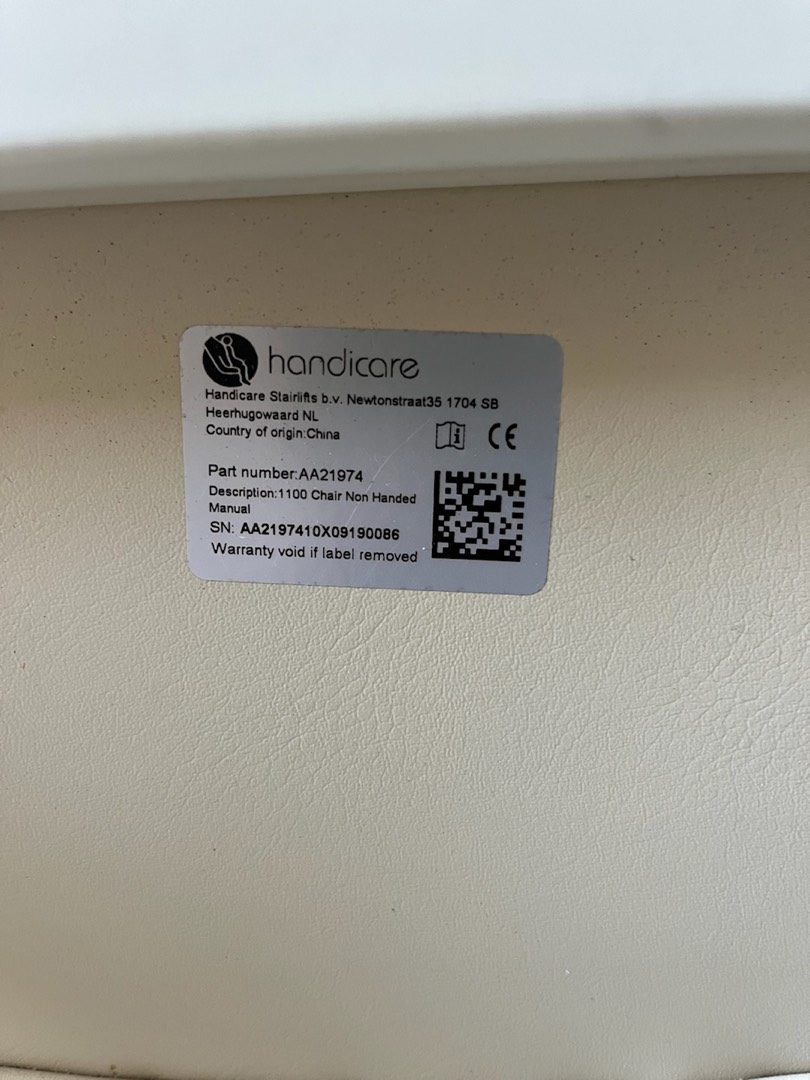 handicare
Handicare Stairlifts b.v. Newtonstraat35 1704 SB
Heerhugowaard NL
Country of origin:China
Part number:AA21974
Description:1100 Chair Non Handed
Manual
SN: AA2197410X09190086
Warranty void if label removed